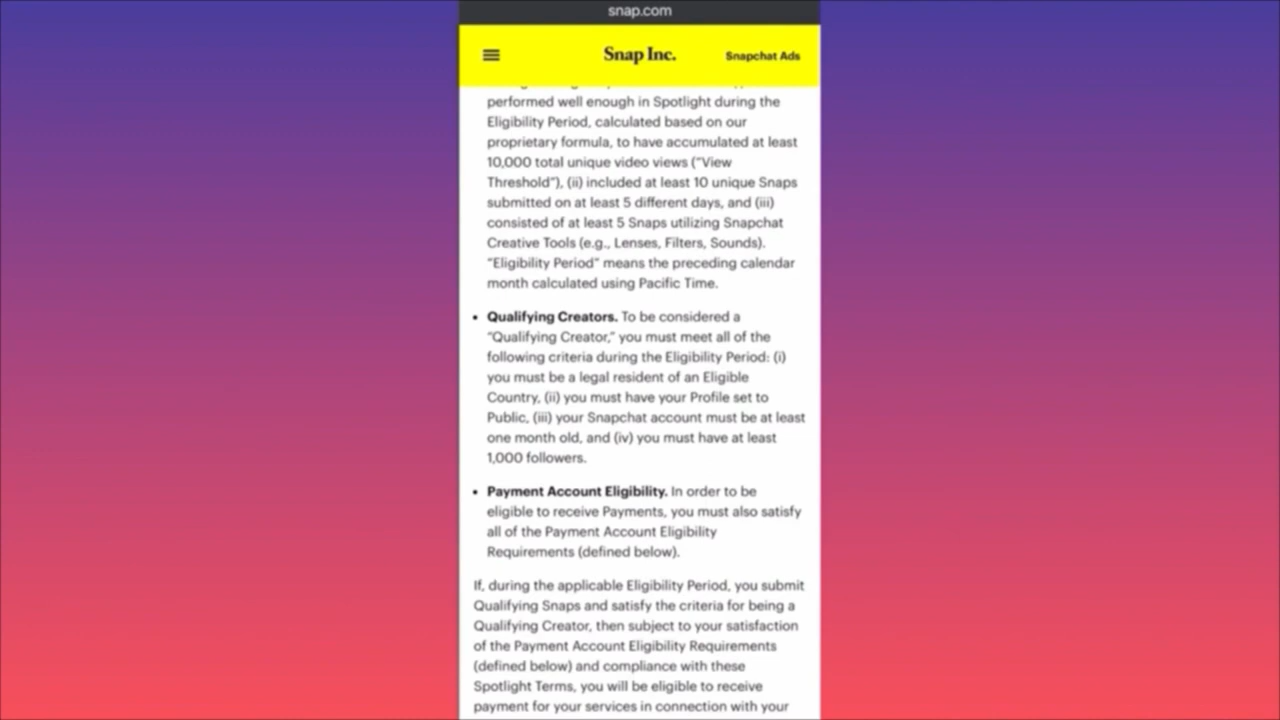 snap.com
Snap Inc.
Snapchat Ads
performed well enough in Spotlight during the
Eligibility Period, calculated based on our
proprietary formula, to have accumulated at least
10,000 total unique video views (“View
Threshold”), (ii) included at least 10 unique Snaps
submitted on at least 5 different days, and (iii)
consisted of at least 5 Snaps utilizing Snapchat
Creative Tools (e.g., Lenses, Filters, Sounds).
“Eligibility Period” means the preceding calendar
month calculated using Pacific Time.
• Qualifying Creators. To be considered a
“Qualifying Creator,” you must meet all of the
following criteria during the Eligibility Period: (i)
you must be a legal resident of an Eligible
Country, (ii) you must have your Profile set to
Public, (iii) your Snapchat account must be at least
one month old, and (iv) you must have at least
1,000 followers.
• Payment Account Eligibility. In order to be
eligible to receive Payments, you must also satisfy
all of the Payment Account Eligibility
Requirements (defined below).
If, during the applicable Eligibility Period, you submit
Qualifying Snaps and satisfy the criteria for being a
Qualifying Creator, then subject to your satisfaction
of the Payment Account Eligibility Requirements
(defined below) and compliance with these
Spotlight Terms, you will be eligible to receive
payment for your services in connection with your